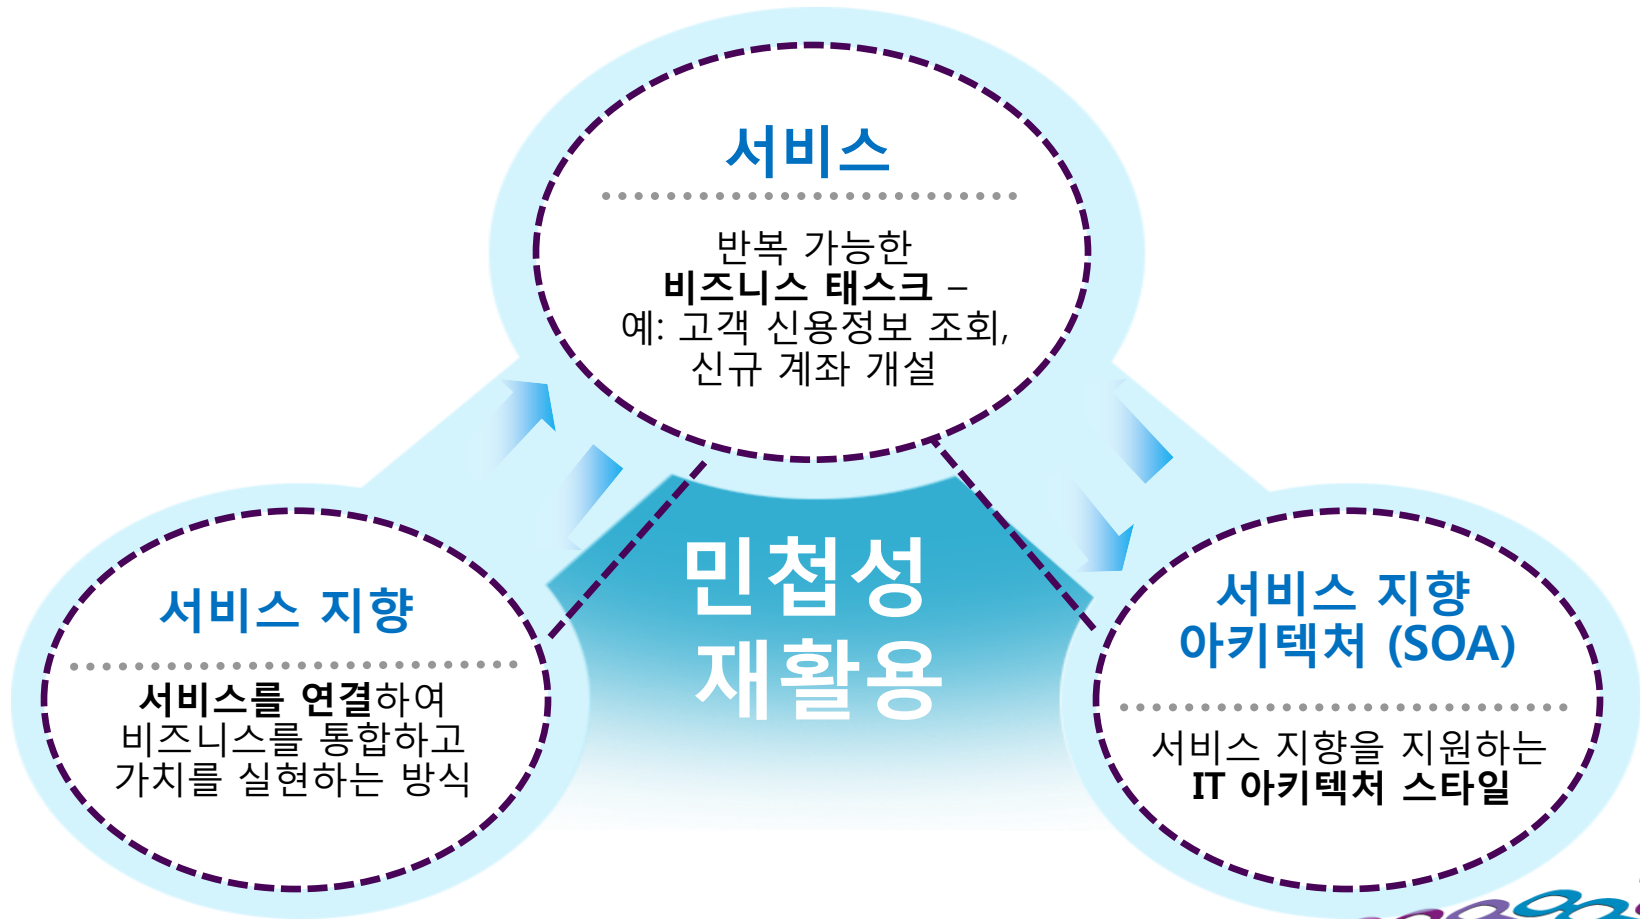 서비스
반복 가능한
비즈니스 태스크 –
예: 고객 신용정보 조회,
신규 계좌 개설
민첩성
재활용
서비스 지향
서비스를 연결하여
비즈니스를 통합하고
가치를 실현하는 방식
서비스 지향
아키텍처 (SOA)
서비스 지향을 지원하는
IT 아키텍처 스타일